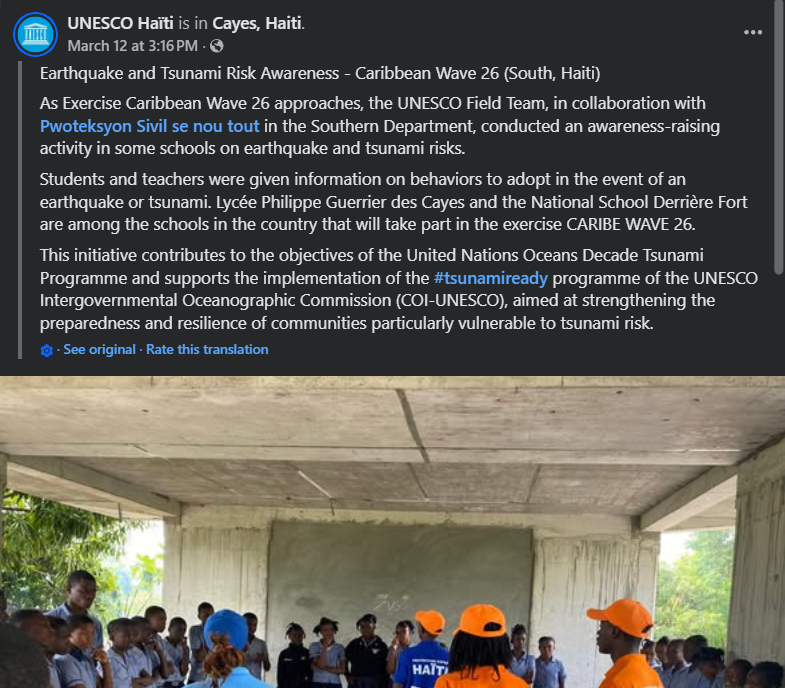 UNESCO Haïti is in Cayes, Haiti.
March 12 at 3:16 PM ·
Earthquake and Tsunami Risk Awareness - Caribbean Wave 26 (South, Haiti)
As Exercise Caribbean Wave 26 approaches, the UNESCO Field Team, in collaboration with
Pwoteksyon Sivil se nou tout in the Southern Department, conducted an awareness-raising
activity in some schools on earthquake and tsunami risks.
Students and teachers were given information on behaviors to adopt in the event of an
earthquake or tsunami. Lycée Philippe Guerrier des Cayes and the National School Derrière Fort
are among the schools in the country that will take part in the exercise CARIBE WAVE 26.
This initiative contributes to the objectives of the United Nations Oceans Decade Tsunami
Programme and supports the implementation of the #tsunamiready programme of the UNESCO
Intergovernmental Oceanographic Commission (COI-UNESCO), aimed at strengthening the
preparedness and resilience of communities particularly vulnerable to tsunami risk.
· See original · Rate this translation
HAÏTI